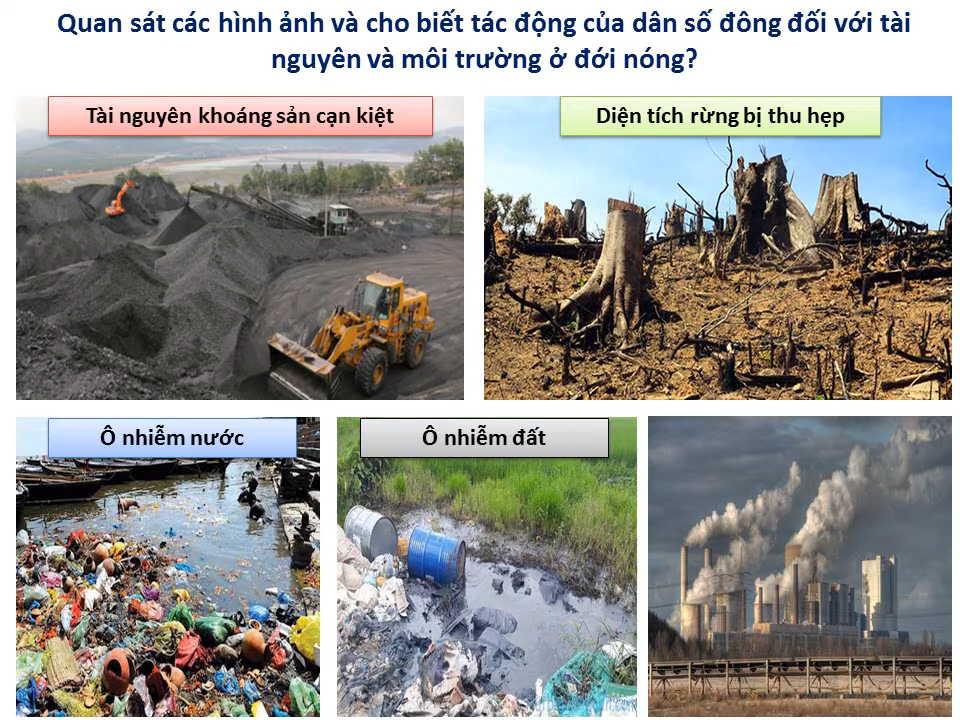 Quan sát các hình ảnh và cho biết tác động của dân số đông đối với tài
nguyên và môi trường ở đới nóng?
Tài nguyên khoáng sản cạn kiệt
Diện tích rừng bị thu hẹp
Ô nhiễm nước
Ô nhiễm đất